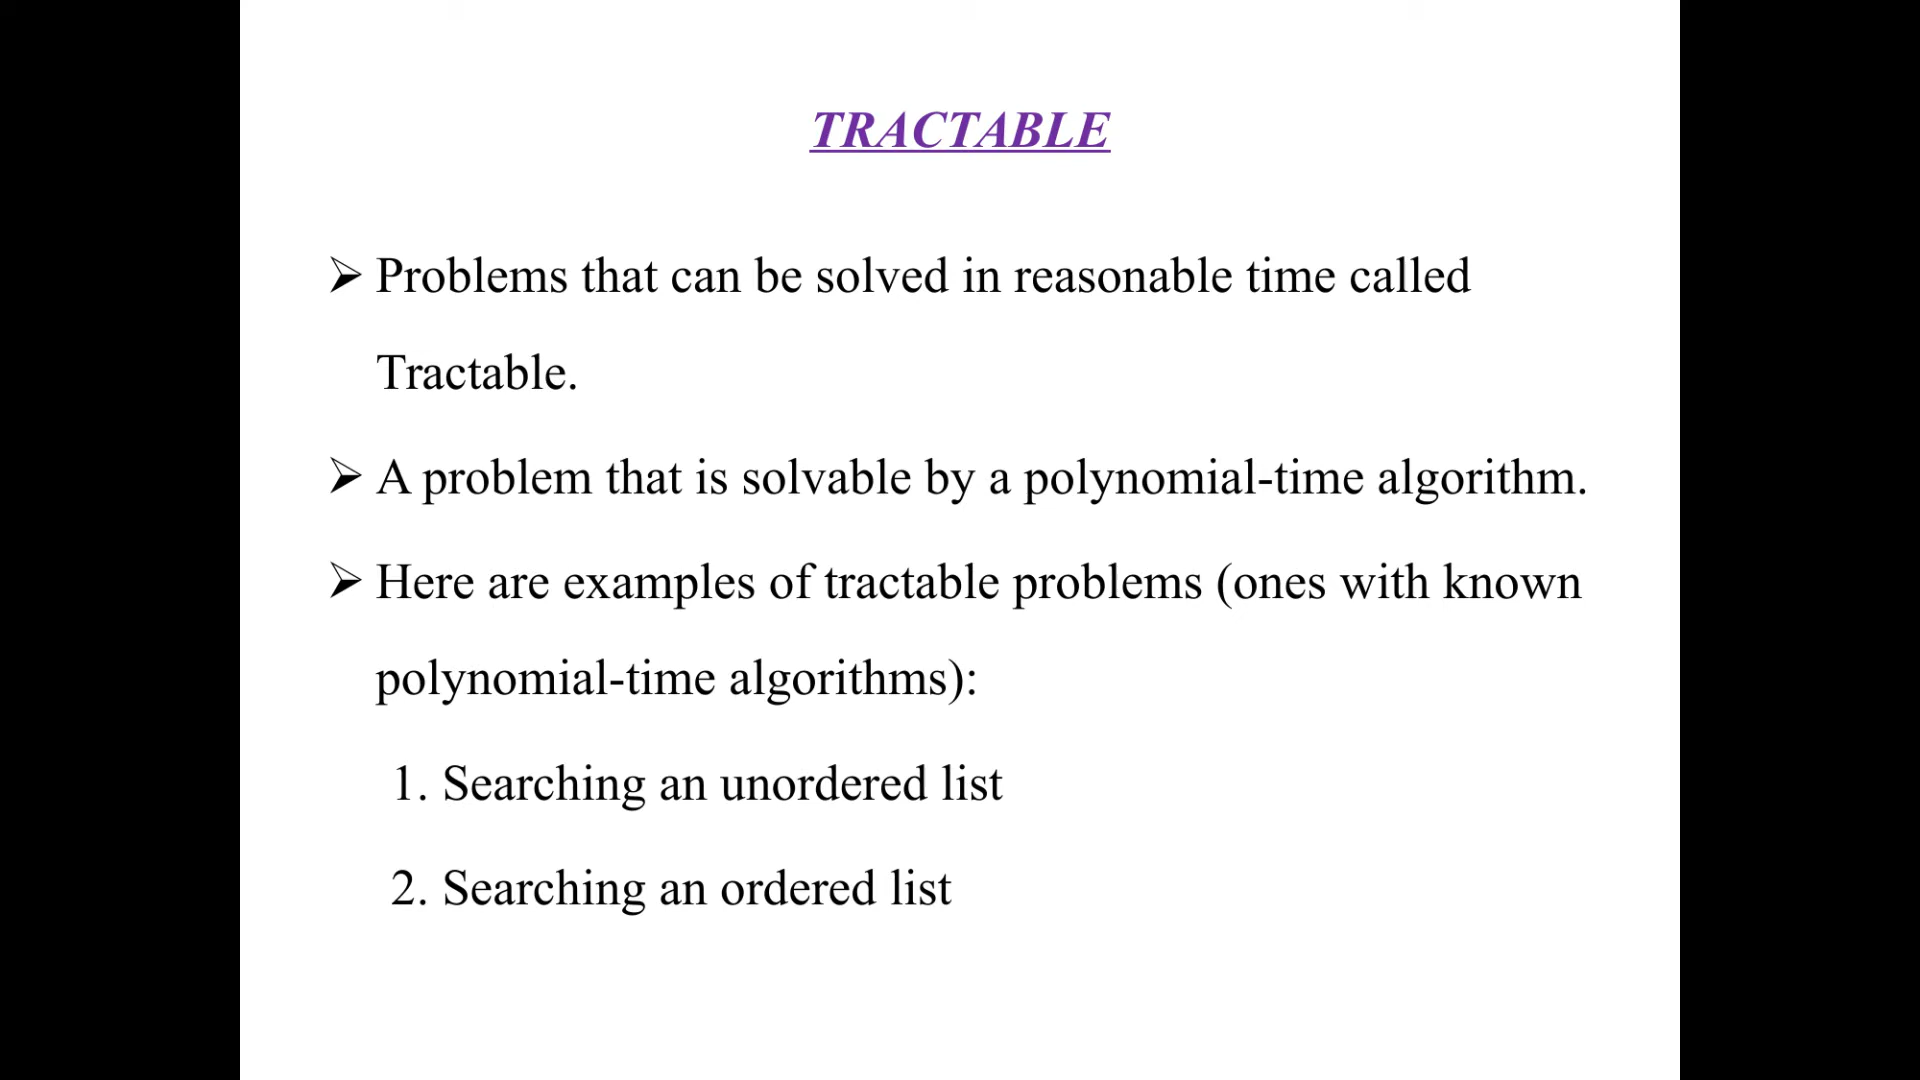 TRACTABLE
➢ Problems that can be solved in reasonable time called
Tractable.
➢ A problem that is solvable by a polynomial-time algorithm.
➢ Here are examples of tractable problems (ones with known
polynomial-time algorithms):
1. Searching an unordered list
2. Searching an ordered list